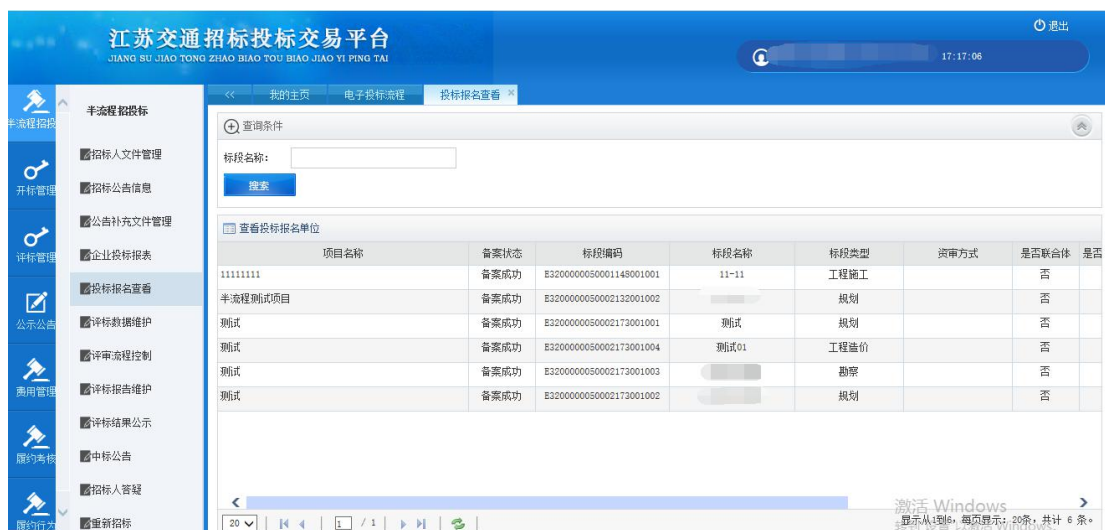 退出
江苏交通招标投标交易平台
JIANG SU JIAO TONG ZHAO BIAO TOU BIAO JIAO YI PING TAI
17:17:06
<< 我的主页 电子投标流程 投标报名查看 ×
半流程招投
开标管理
评标管理
公示公告
费用管理
履约考核
履约行为
半流程招投标
招标人文件管理
招标公告信息
公告补充文件管理
企业投标报表
投标报名查看
评标数据维护
评审流程控制
评标报告维护
评标结果公示
中标公告
招标人答疑
重新招标
查询条件
标段名称:
搜索
查看投标报名单位
项目名称 备案状态 标段编码 标段名称 标段类型 资审方式 是否联合体 是否
11111111 备案成功 E3200000050001148001001 11-11 工程施工 否
半流程测试项目 备案成功 E3200000050002132001002 规划 否
测试 备案成功 E3200000050002173001001 测试 规划 否
测试 备案成功 E3200000050002173001004 测试01 工程造价 否
测试 备案成功 E3200000050002173001003 勘察 否
测试 备案成功 E3200000050002173001002 规划 否
激活 Windows
20 1 / 1
显示从1到6，每页显示：20条，共计 6 条。